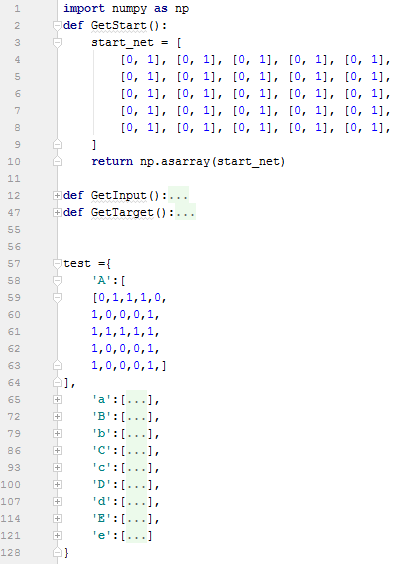 1 import numpy as np
2 def GetStart():
3 start_net = [
4 [0, 1], [0, 1], [0, 1], [0, 1], [0, 1],
5 [0, 1], [0, 1], [0, 1], [0, 1], [0, 1],
6 [0, 1], [0, 1], [0, 1], [0, 1], [0, 1],
7 [0, 1], [0, 1], [0, 1], [0, 1], [0, 1],
8 [0, 1], [0, 1], [0, 1], [0, 1], [0, 1],
9 ]
10 return np.asarray(start_net)
11
12 def GetInput():...
47 def GetTarget():...
55
56
57 test ={
58 'A':[
59 [0,1,1,1,0,
60 1,0,0,0,1,
61 1,1,1,1,1,
62 1,0,0,0,1,
63 1,0,0,0,1,]
64 ],
65 'a':[...],
72 'B':[...],
79 'b':[...],
86 'C':[...],
93 'c':[...],
100 'D':[...],
107 'd':[...],
114 'E':[...],
121 'e':[...]
128 }